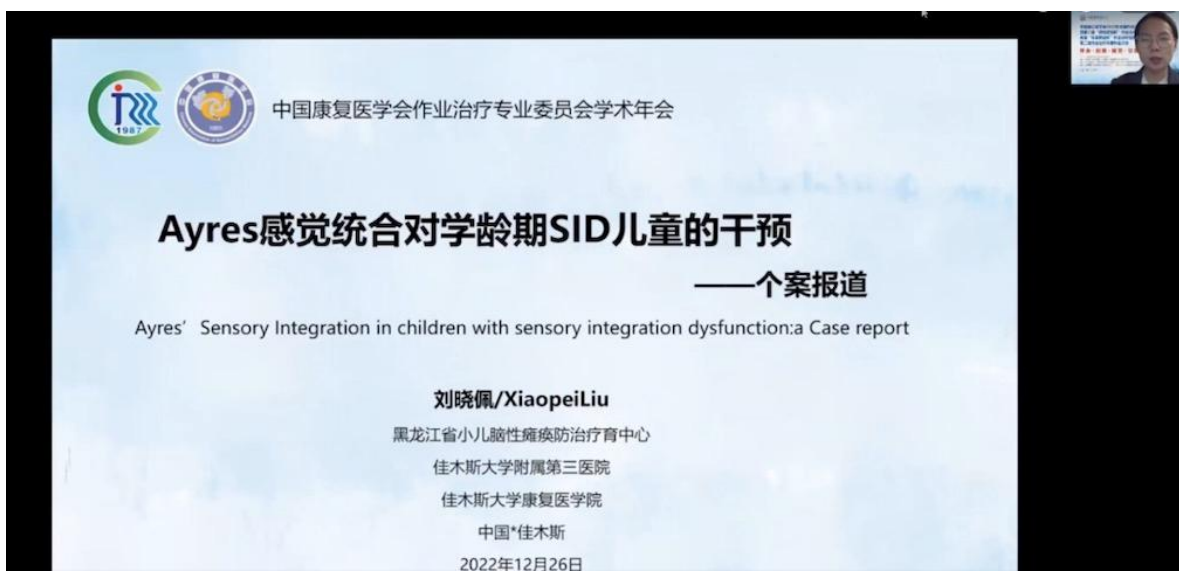 1987
中国康复医学会作业治疗专业委员会学术年会
Ayres感觉统合对学龄期SID儿童的干预
——个案报道
Ayres’ Sensory Integration in children with sensory integration dysfunction:a Case report
刘晓佩/XiaopeiLiu
黑龙江省小儿脑性瘫痪防治疗育中心
佳木斯大学附属第三医院
佳木斯大学康复医学院
中国*佳木斯
2022年12月26日